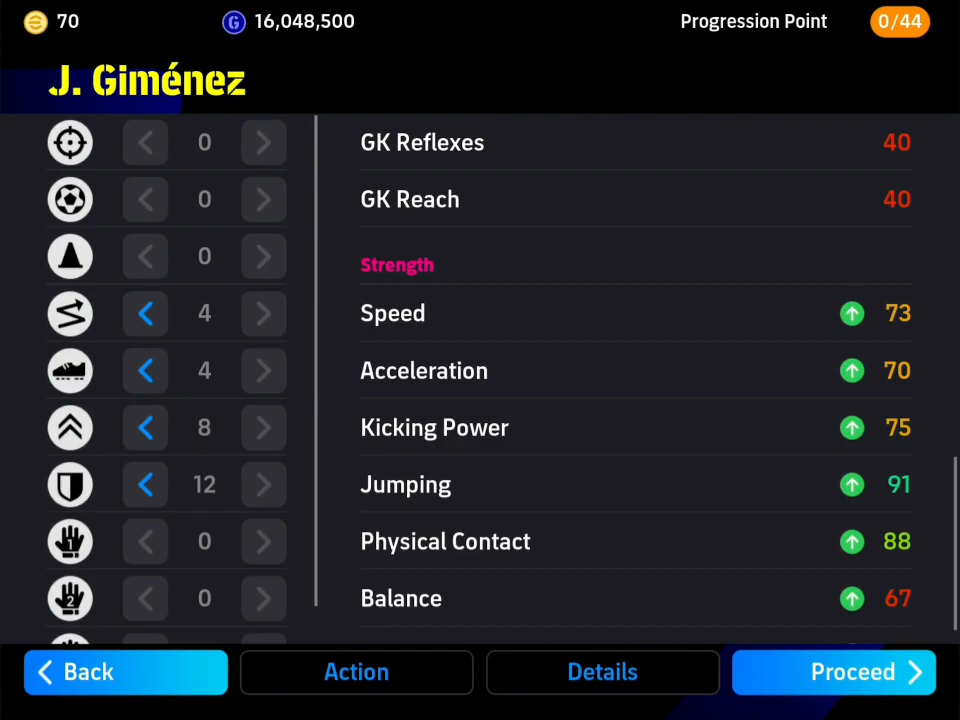 70 G 16,048,500 Progression Point 0/44
J. Giménez
0 GK Reflexes 40
0 GK Reach 40
0
Strength
4 Speed 73
4 Acceleration 70
8 Kicking Power 75
12 Jumping 91
1 0 Physical Contact 88
2 0 Balance 67
Back Action Details Proceed